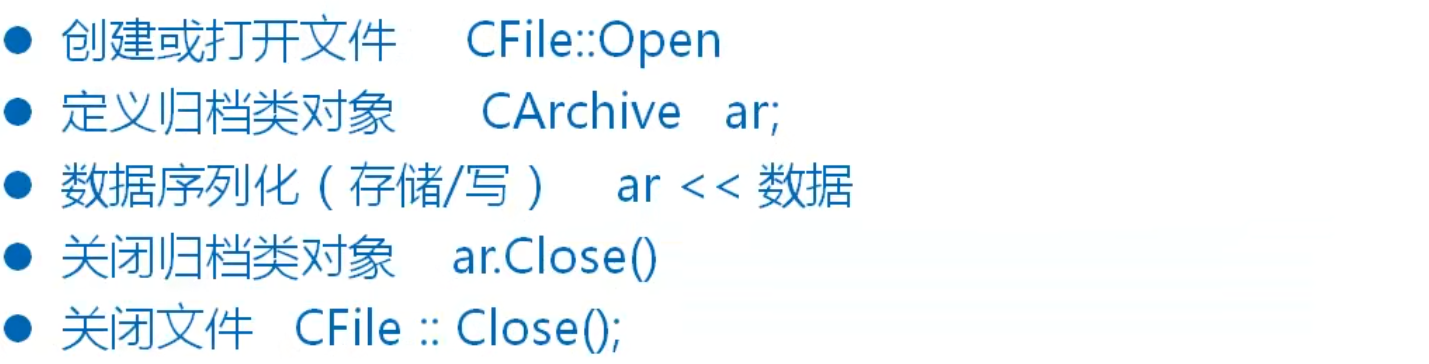 ● 创建或打开文件 CFile::Open
● 定义归档类对象 CArchive ar;
● 数据序列化（存储/写） ar << 数据
● 关闭归档类对象 ar.Close()
● 关闭文件 CFile :: Close();